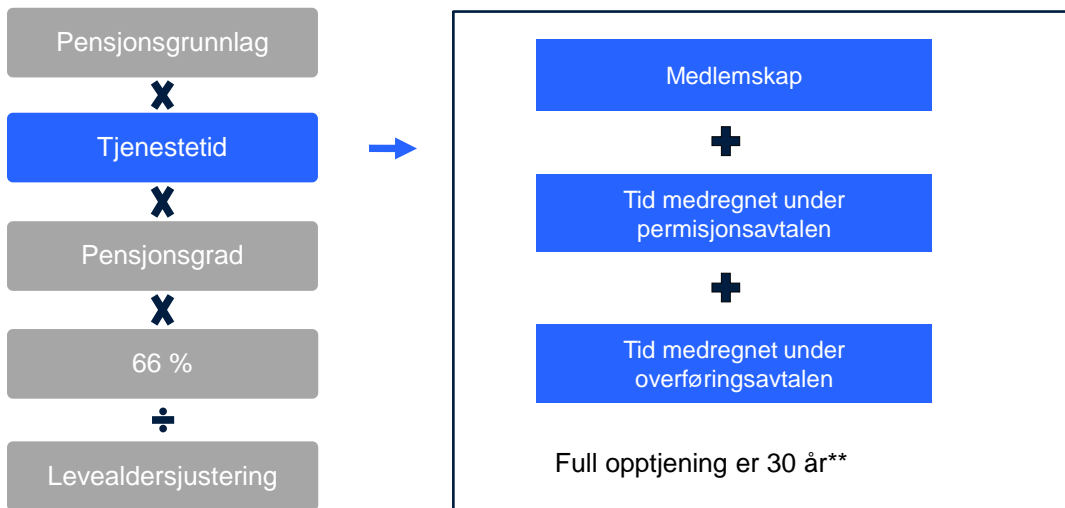 Pensjonsgrunnlag
Tjenestetid
Pensjonsgrad
66 %
Levealdersjustering
Medlemskap
Tid medregnet under
permisjonsavtalen
Tid medregnet under
overføringsavtalen
Full opptjening er 30 år**